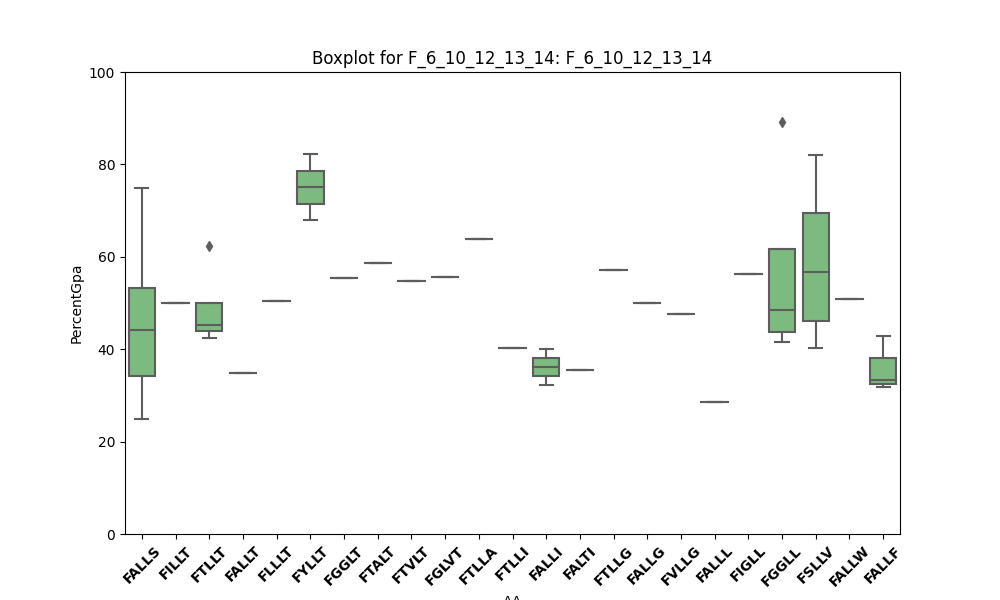 Boxplot for F_6_10_12_13_14: F_6_10_12_13_14
100
80
60
40
20
0
PercentGpa
FALLS FILLT FTLLT FALLT FLLLT FYLLT FGGLT FTALT FTVLT FGLVT FTLLA FTLLI FALLI FALTI FTLLG FALLG FVLLG FALLL FIGLL FGGLL FSLLV FALLW FALLF
AA